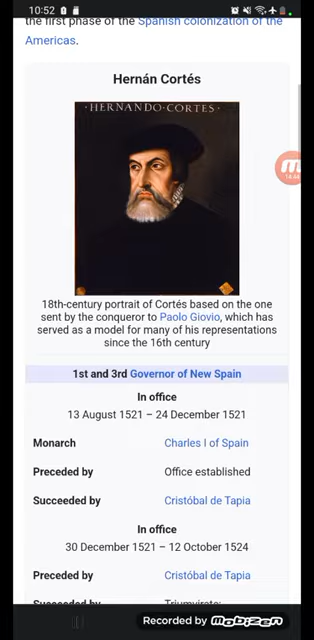 10:52
the first phase of the Spanish colonization of the
Americas.
Hernán Cortés
·HERNANDO·CORTES·
18th-century portrait of Cortés based on the one
sent by the conqueror to Paolo Giovio, which has
served as a model for many of his representations
since the 16th century
1st and 3rd Governor of New Spain
In office
13 August 1521 – 24 December 1521
Monarch Charles I of Spain
Preceded by Office established
Succeeded by Cristóbal de Tapia
In office
30 December 1521 – 12 October 1524
Preceded by Cristóbal de Tapia
Succeeded by Triumvirate:
Recorded by mobizen